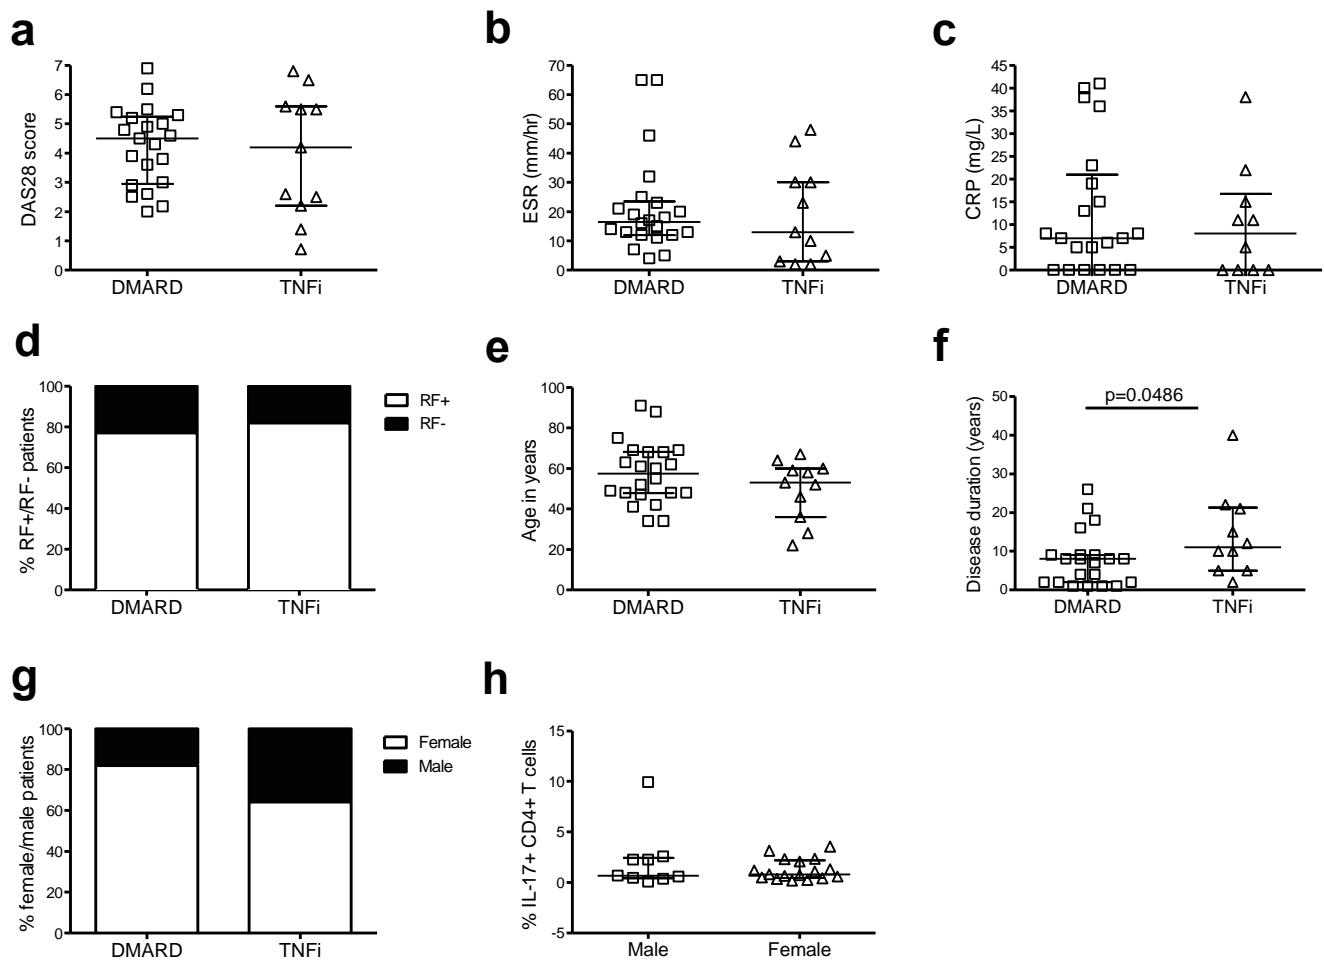 a
DAS28 score
7
6
5
4
3
2
1
0
DMARD
TNFi
b
ESR (mm/hr)
70
60
50
40
30
20
10
0
DMARD
TNFi
c
CRP (mg/L)
45
40
35
30
25
20
15
10
5
0
DMARD
TNFi
d
% RF+/RF- patients
100
80
60
40
20
0
DMARD
TNFi
RF+
RF-
e
Age in years
100
80
60
40
20
0
DMARD
TNFi
f
Disease duration (years)
50
40
30
20
10
0
p=0.0486
DMARD
TNFi
g
% female/male patients
100
80
60
40
20
0
DMARD
TNFi
Female
Male
h
% IL-17+ CD4+ T cells
15
10
5
0
-5
Male
Female